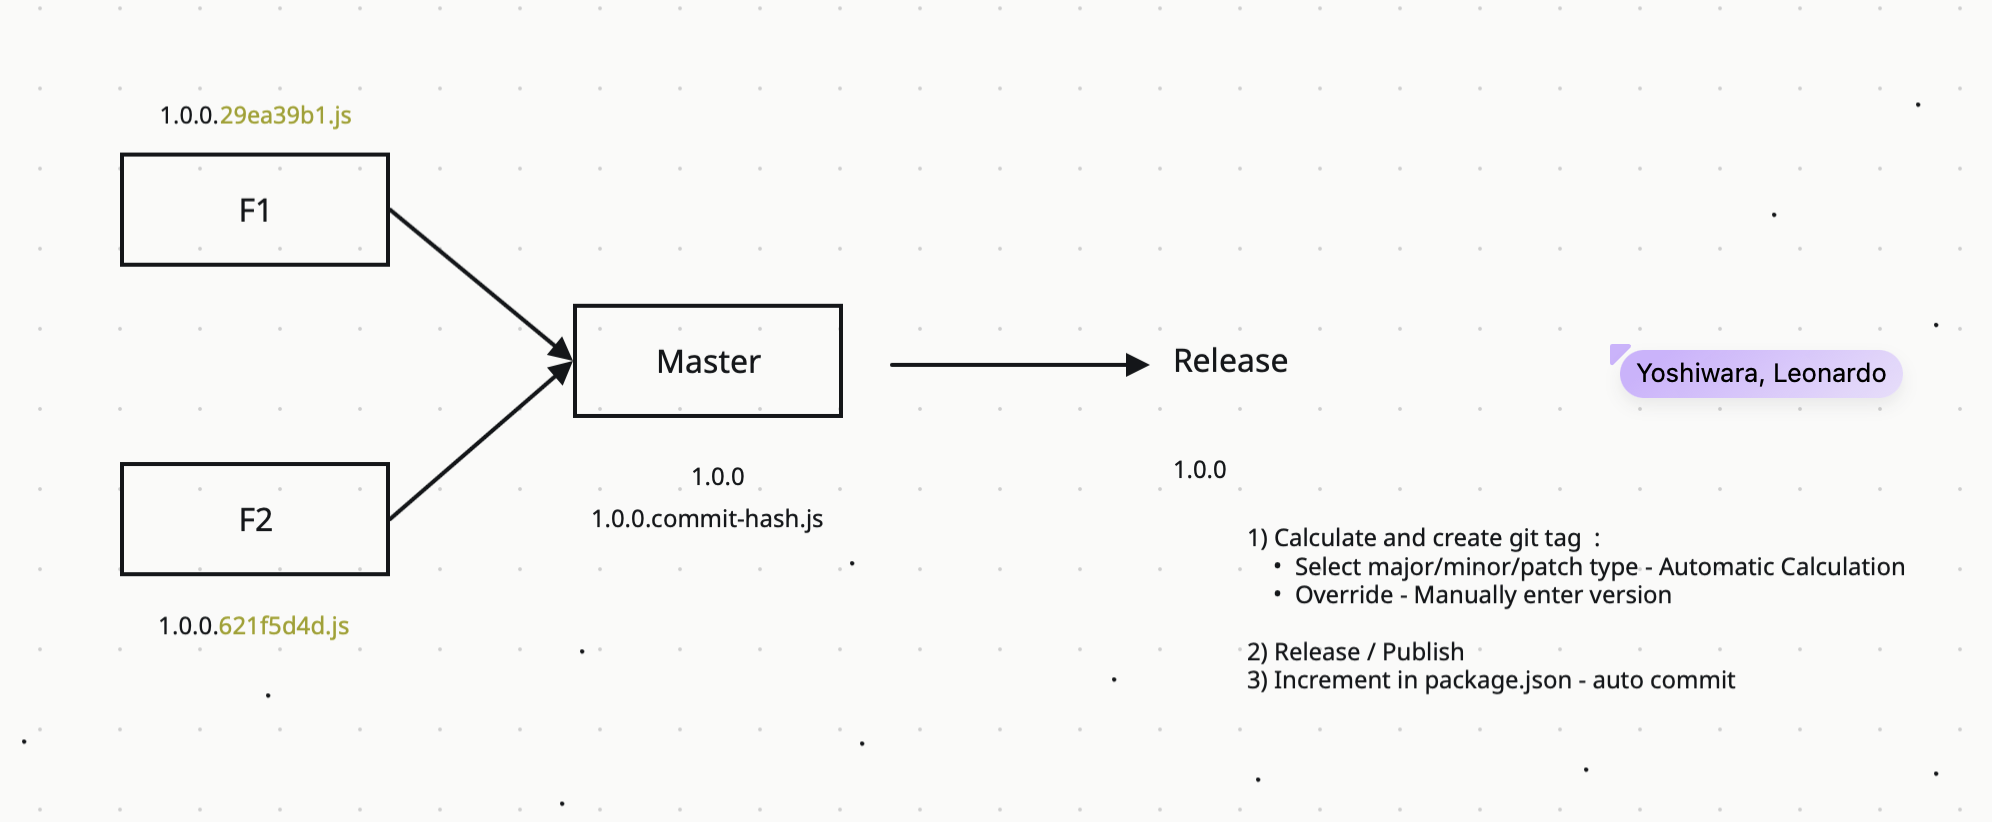 1.0.0.29ea39b1.js
F1
Master
Release
Yoshiwara, Leonardo
1.0.0
1.0.0.commit-hash.js
1.0.0
F2
1.0.0.621f5d4d.js
1) Calculate and create git tag :
• Select major/minor/patch type - Automatic Calculation
• Override - Manually enter version
2) Release / Publish
3) Increment in package.json - auto commit